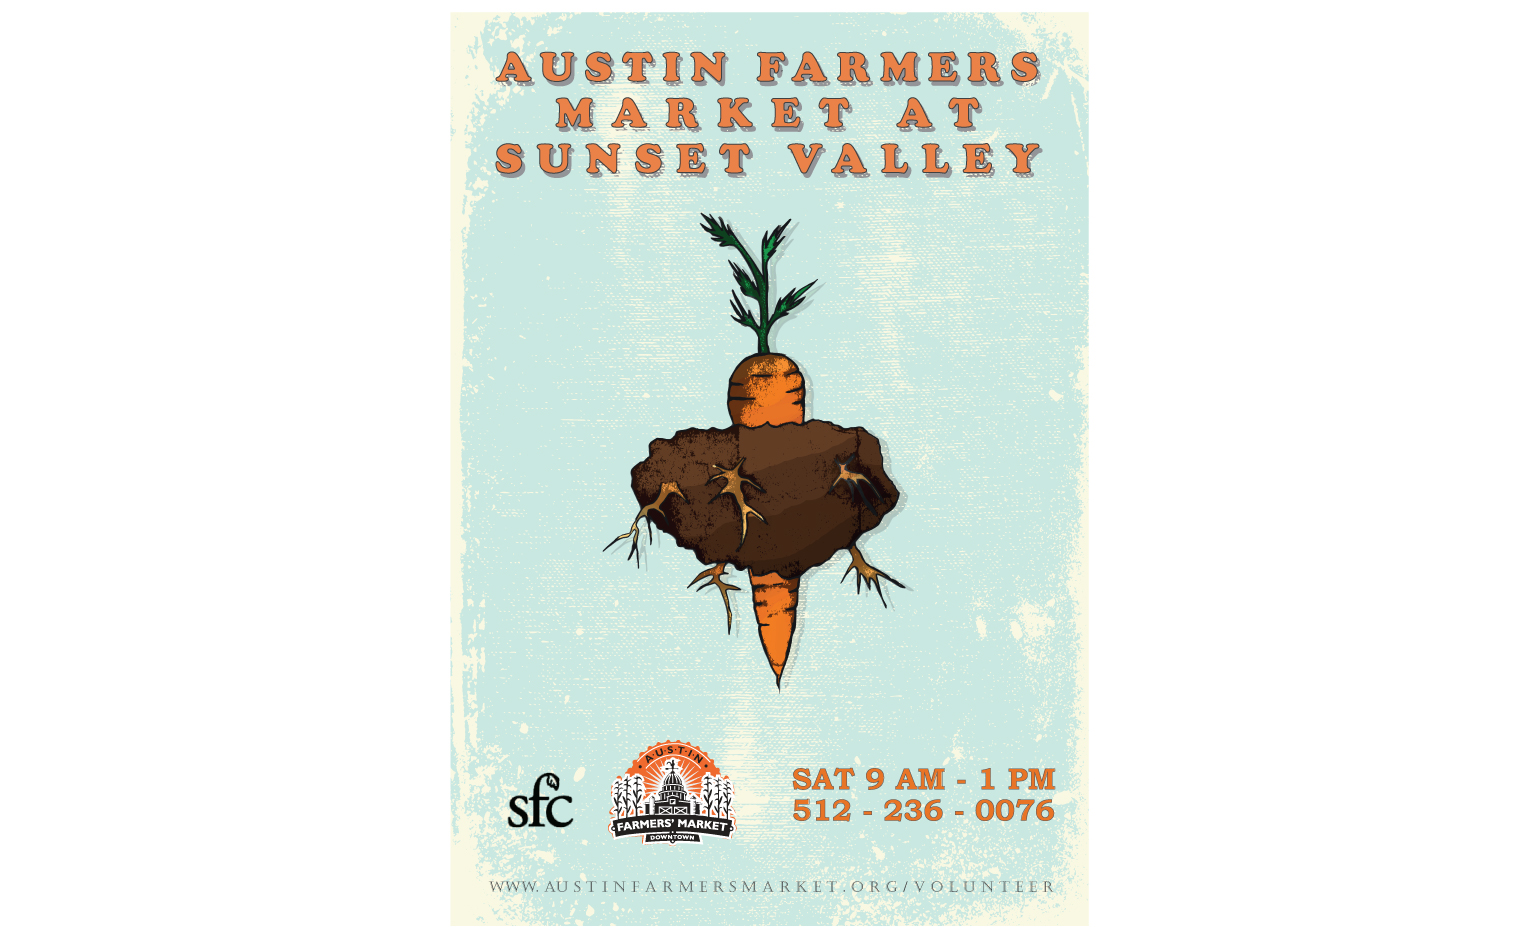 AUSTIN FARMERS
MARKET AT
SUNSET VALLEY
sfc
A·U·S·T·I·N
FARMERS' MARKET
DOWNTOWN
SAT 9 AM - 1 PM
512 - 236 - 0076
WWW.AUSTINFARMERSMARKET.ORG/VOLUNTEER